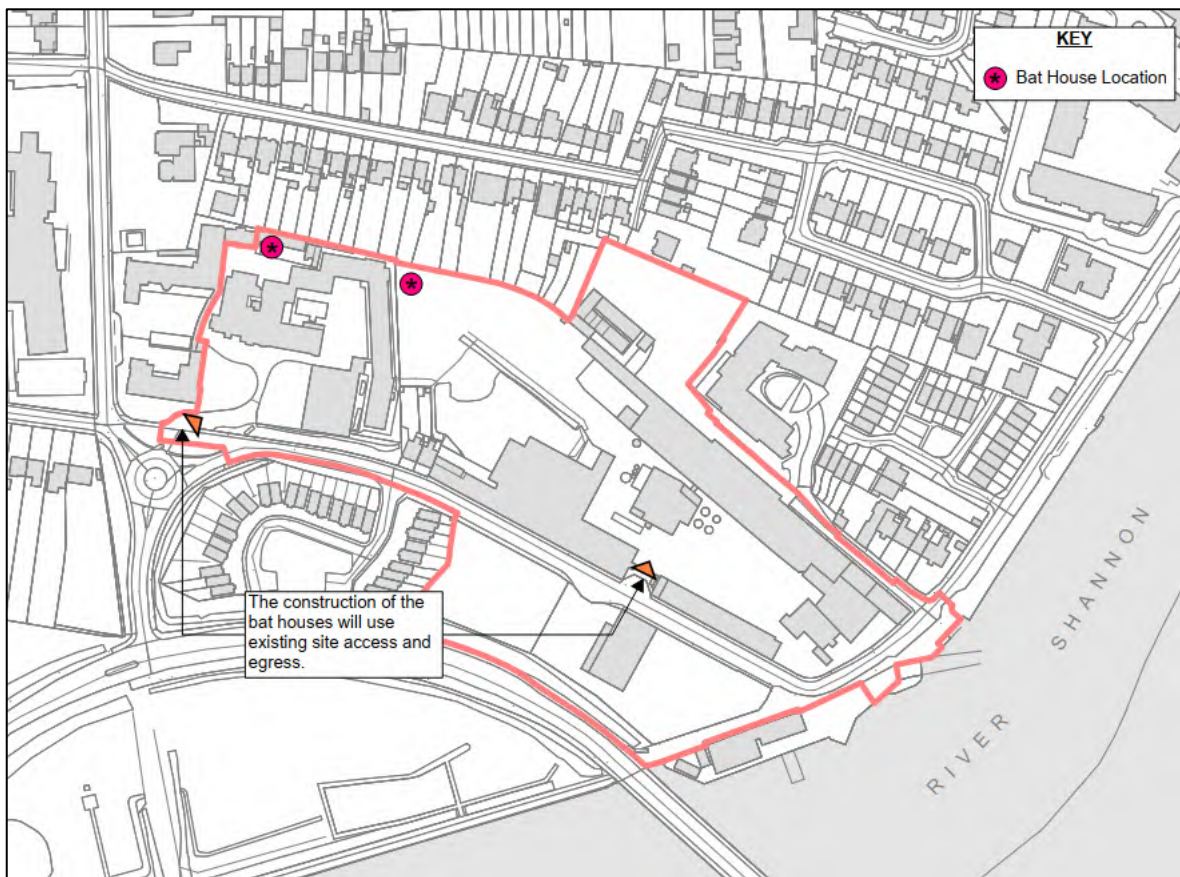 KEY
Bat House Location
The construction of the
bat houses will use
existing site access and
egress.
RIVER SHANNON